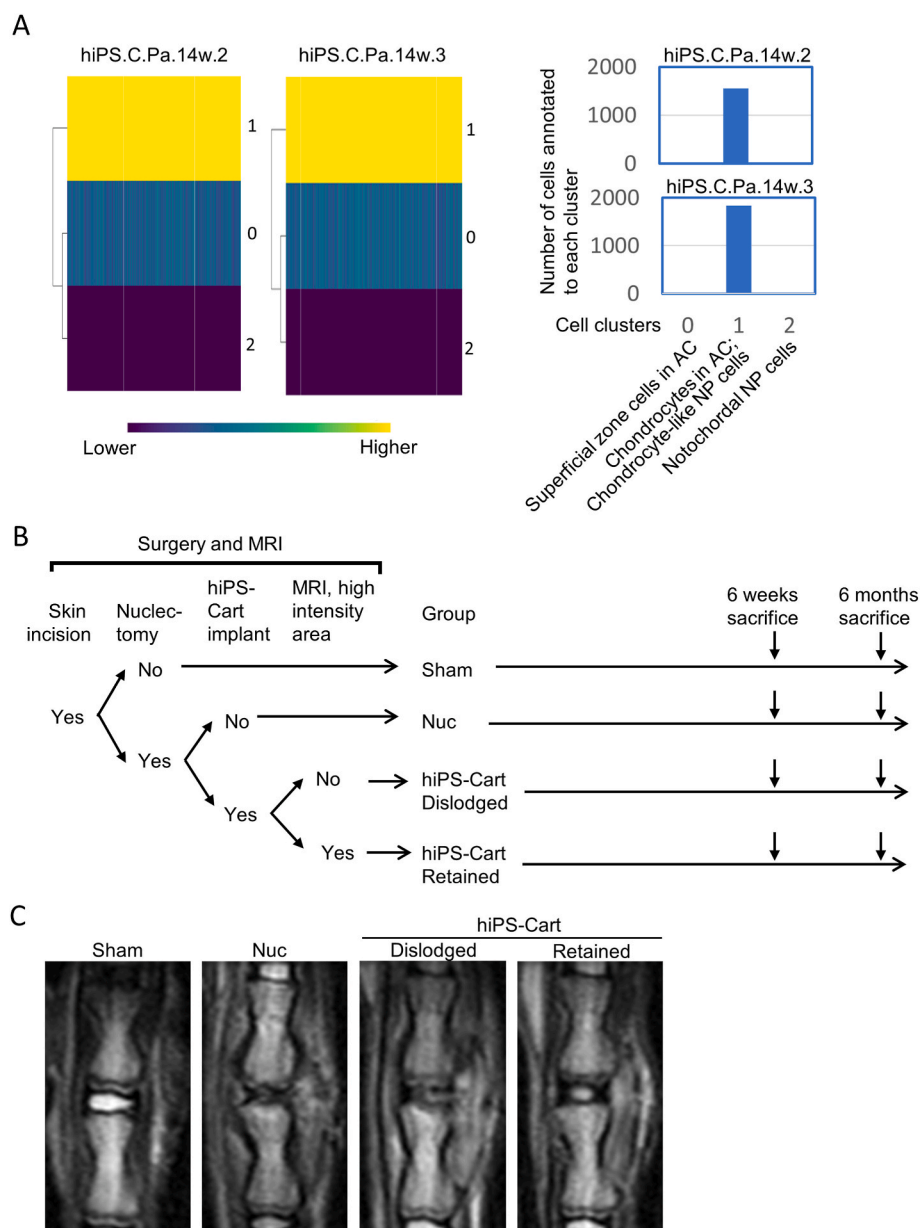 A
hiPS.C.Pa.14w.2
hiPS.C.Pa.14w.3
1
0
2
1
0
2
Lower
Higher
Number of cells annotated
to each cluster
hiPS.C.Pa.14w.2
2000
1000
0
hiPS.C.Pa.14w.3
2000
1000
0
Cell clusters
0
1
2
Superficial zone cells in AC
Chondrocytes in AC;
Chondrocyte-like NP cells
Notochordal NP cells
B
Surgery and MRI
Skin
incision
Nuclec-
tomy
hiPS-
Cart
implant
MRI, high
intensity
area
Group
6 weeks
sacrifice
6 months
sacrifice
No
Sham
Yes
No
Nuc
Yes
No
hiPS-Cart
Dislodged
Yes
Yes
hiPS-Cart
Retained
C
hiPS-Cart
Sham
Nuc
Dislodged
Retained